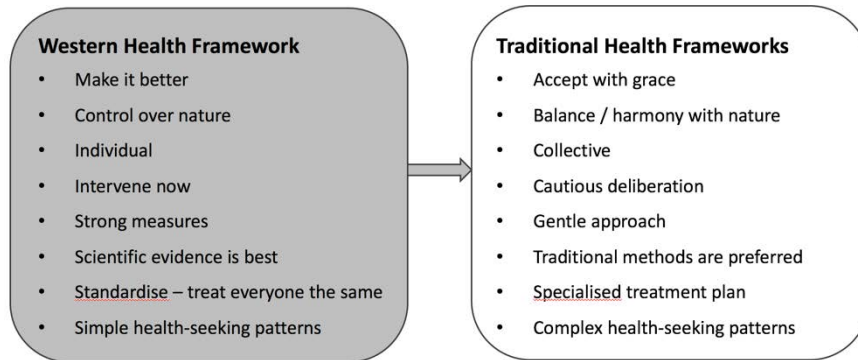 Western Health Framework
• Make it better
• Control over nature
• Individual
• Intervene now
• Strong measures
• Scientific evidence is best
• Standardise – treat everyone the same
• Simple health-seeking patterns
Traditional Health Frameworks
• Accept with grace
• Balance / harmony with nature
• Collective
• Cautious deliberation
• Gentle approach
• Traditional methods are preferred
• Specialised treatment plan
• Complex health-seeking patterns